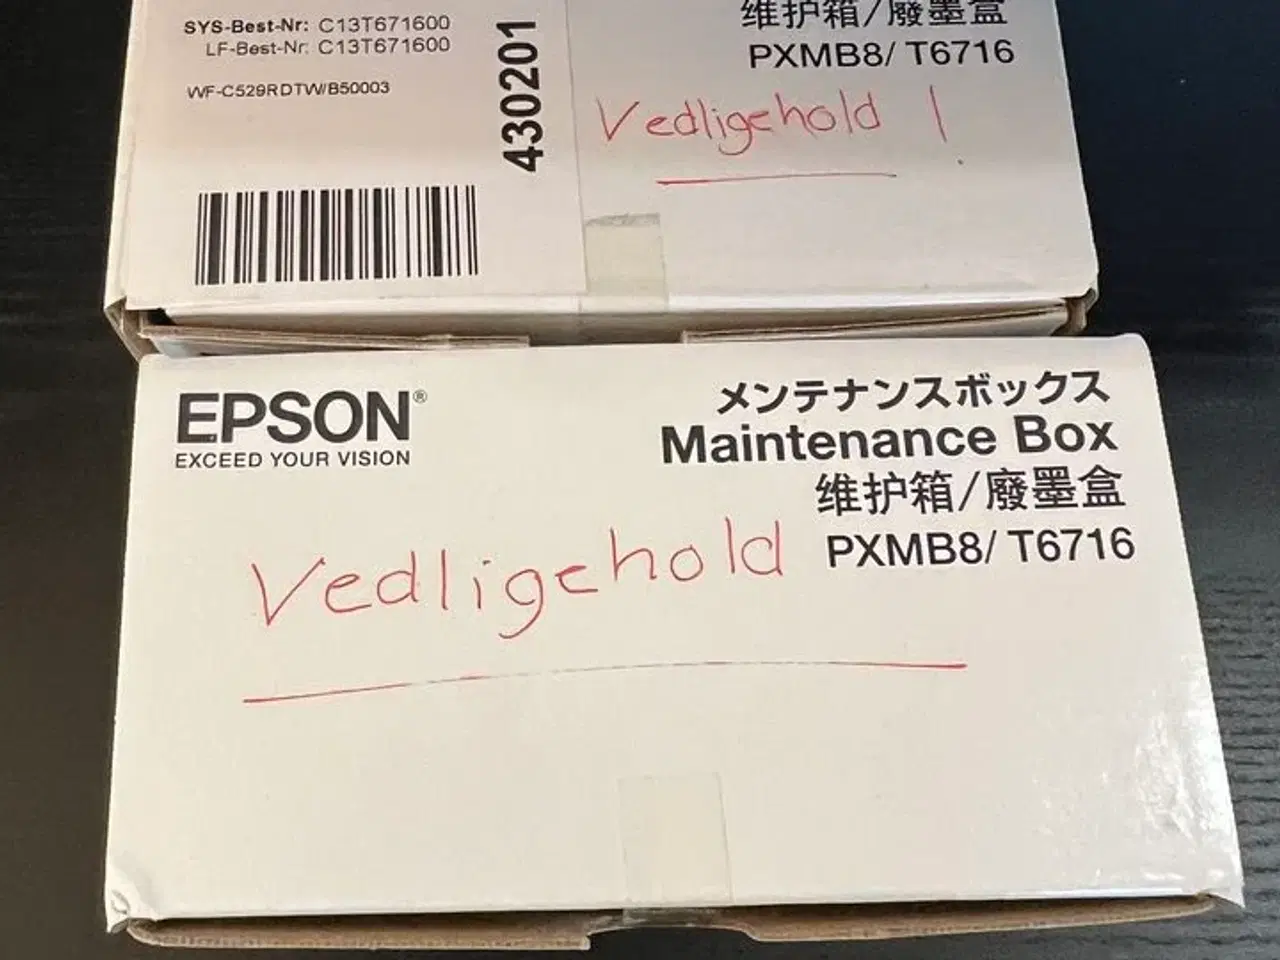 SYS-Best-Nr: C13T671600
LF-Best-Nr: C13T671600
WF-C529RDTW/B50003
430201
维护箱/廢墨盒
PXMB8/ T6716
Vedligehold !
EPSON®
EXCEED YOUR VISION
メンテナンスボックス
Maintenance Box
维护箱/廢墨盒
PXMB8/ T6716
Vedligehold